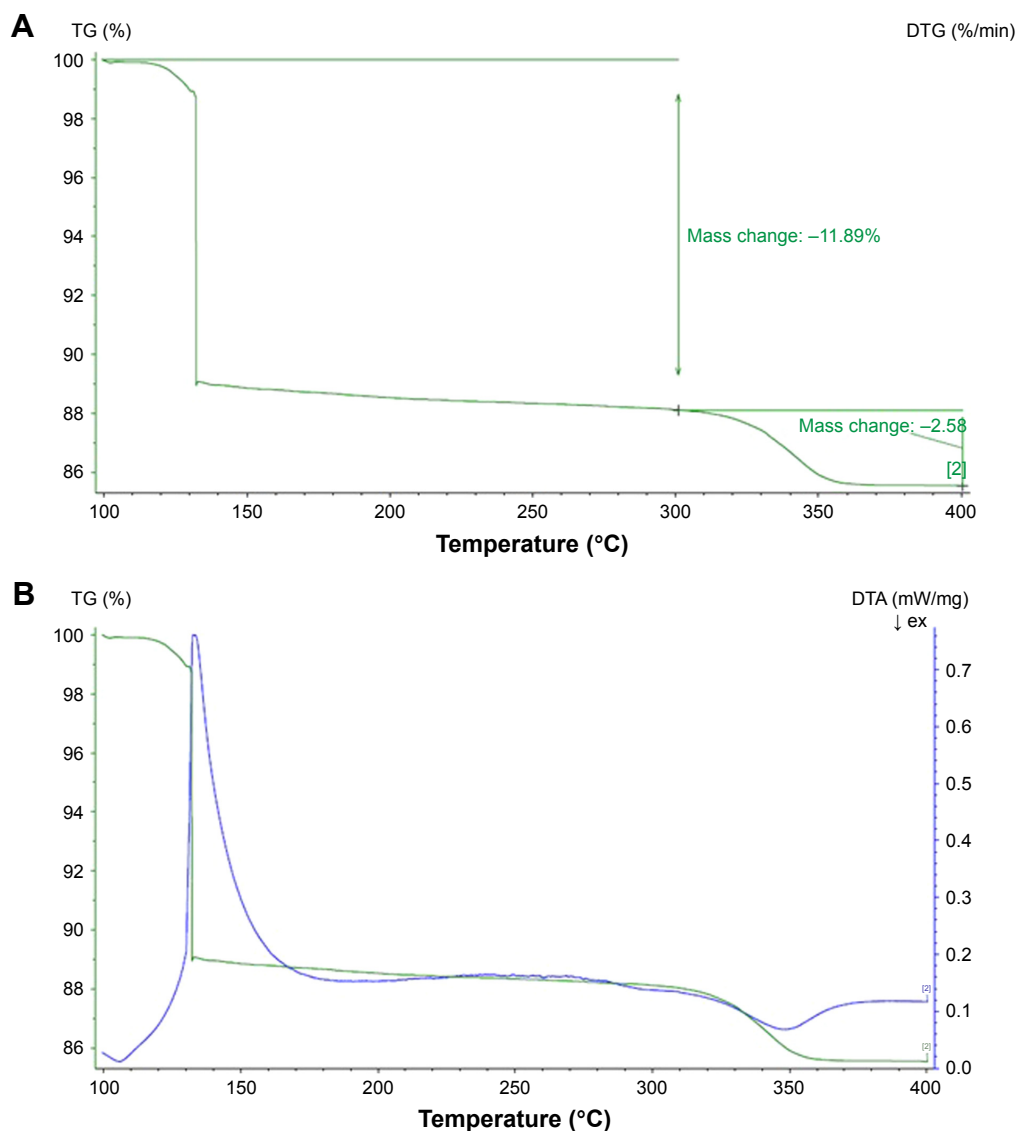 A
TG (%)
DTG (%/min)
100
98
96
94
92
90
88
86
Mass change: –11.89%
Mass change: –2.58
[2]
100 150 200 250 300 350 400
Temperature (°C)
B
TG (%)
DTA (mW/mg)
↓ ex
100
98
96
94
92
90
88
86
0.7
0.6
0.5
0.4
0.3
0.2
0.1
0.0
[2]
[2]
100 150 200 250 300 350 400
Temperature (°C)